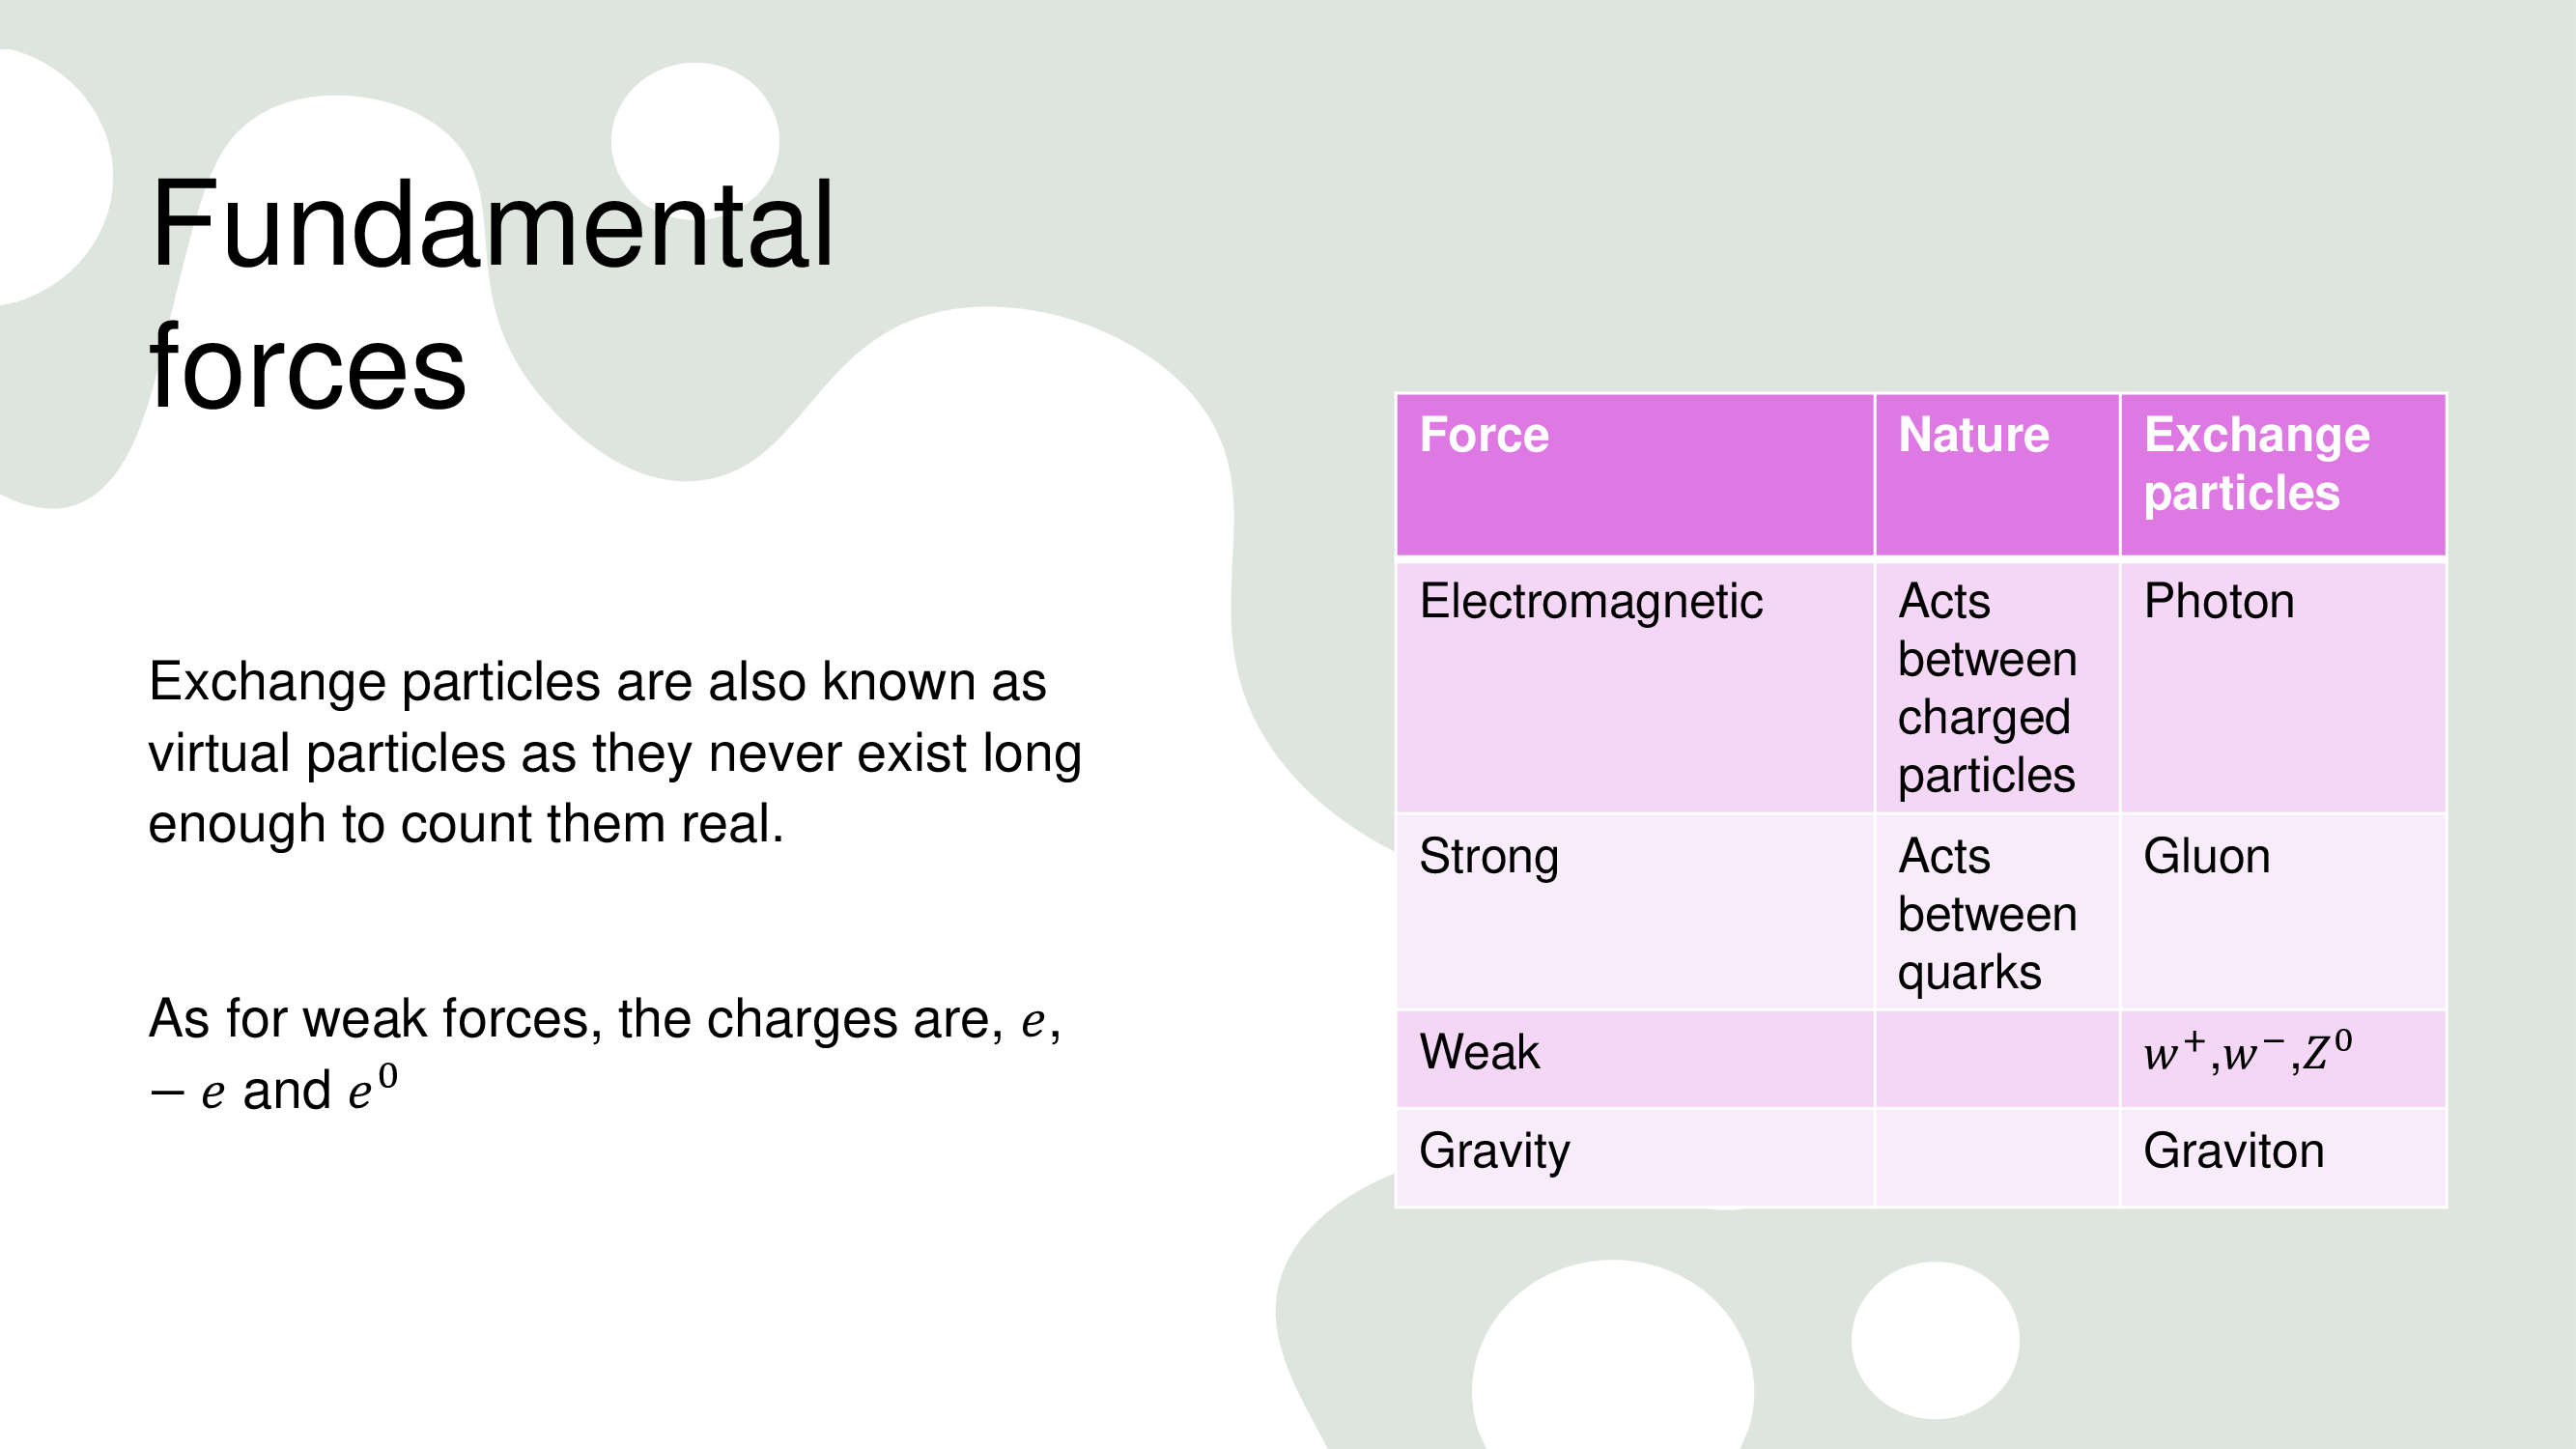 Fundamental
forces
Exchange particles are also known as
virtual particles as they never exist long
enough to count them real.
As for weak forces, the charges are, e,
− e and e⁰
Force Nature Exchange
particles
Electromagnetic Acts Photon
between
charged
particles
Strong Acts Gluon
between
quarks
Weak w⁺,w⁻,Z⁰
Gravity Graviton